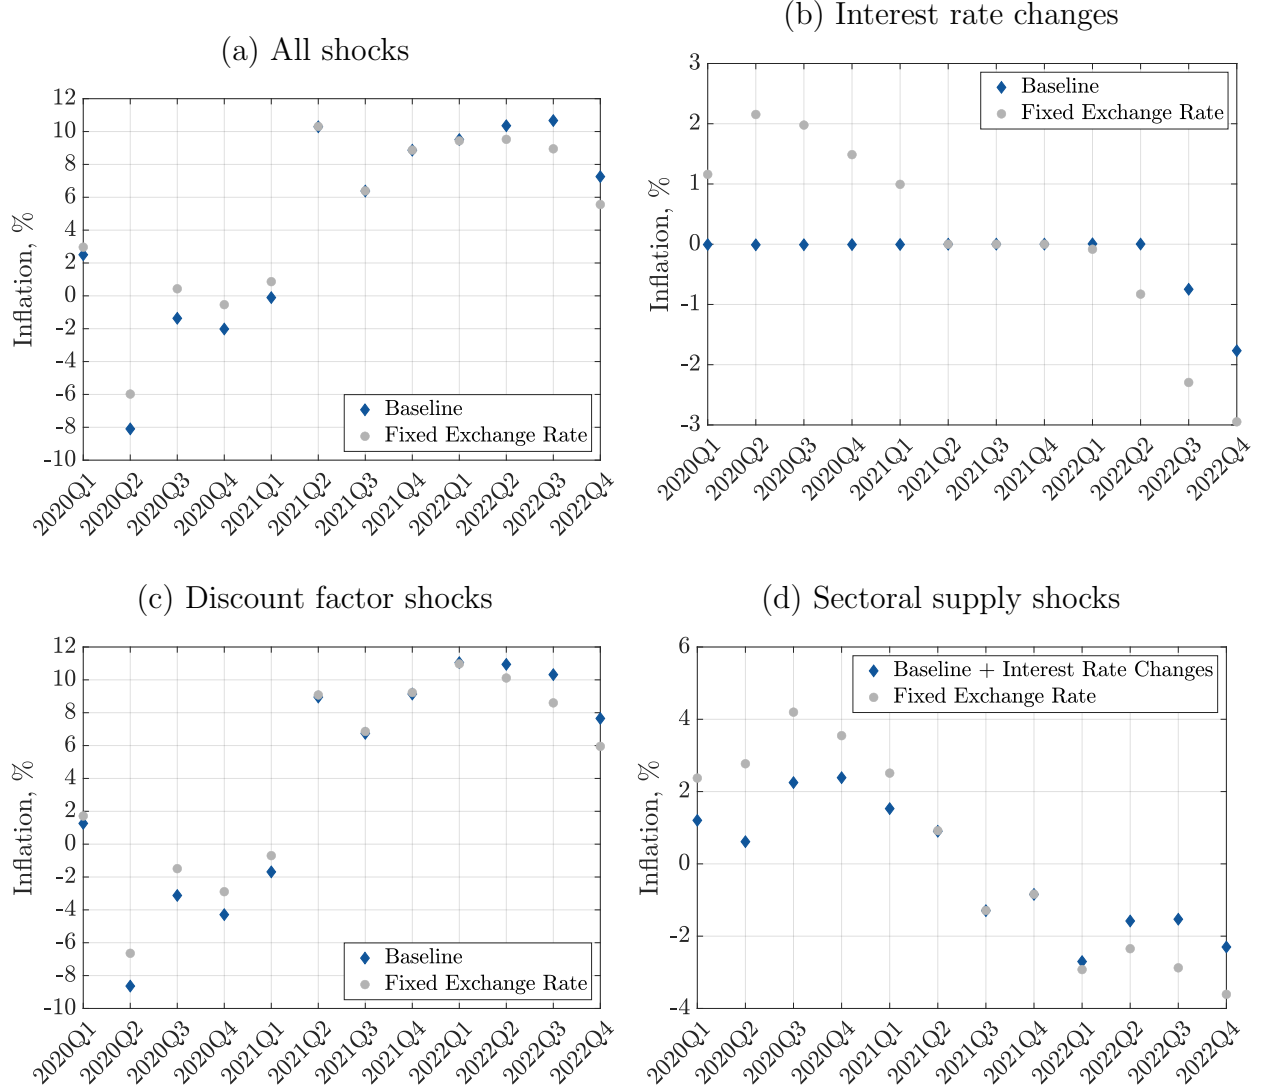 (a) All shocks
Inflation, %
12
10
8
6
4
2
0
-2
-4
-6
-8
-10
Baseline
Fixed Exchange Rate
2020Q1
2020Q2
2020Q3
2020Q4
2021Q1
2021Q2
2021Q3
2021Q4
2022Q1
2022Q2
2022Q3
2022Q4
(b) Interest rate changes
Inflation, %
3
2
1
0
-1
-2
-3
Baseline
Fixed Exchange Rate
2020Q1
2020Q2
2020Q3
2020Q4
2021Q1
2021Q2
2021Q3
2021Q4
2022Q1
2022Q2
2022Q3
2022Q4
(c) Discount factor shocks
Inflation, %
12
10
8
6
4
2
0
-2
-4
-6
-8
-10
Baseline
Fixed Exchange Rate
2020Q1
2020Q2
2020Q3
2020Q4
2021Q1
2021Q2
2021Q3
2021Q4
2022Q1
2022Q2
2022Q3
2022Q4
(d) Sectoral supply shocks
Inflation, %
6
4
2
0
-2
-4
Baseline + Interest Rate Changes
Fixed Exchange Rate
2020Q1
2020Q2
2020Q3
2020Q4
2021Q1
2021Q2
2021Q3
2021Q4
2022Q1
2022Q2
2022Q3
2022Q4